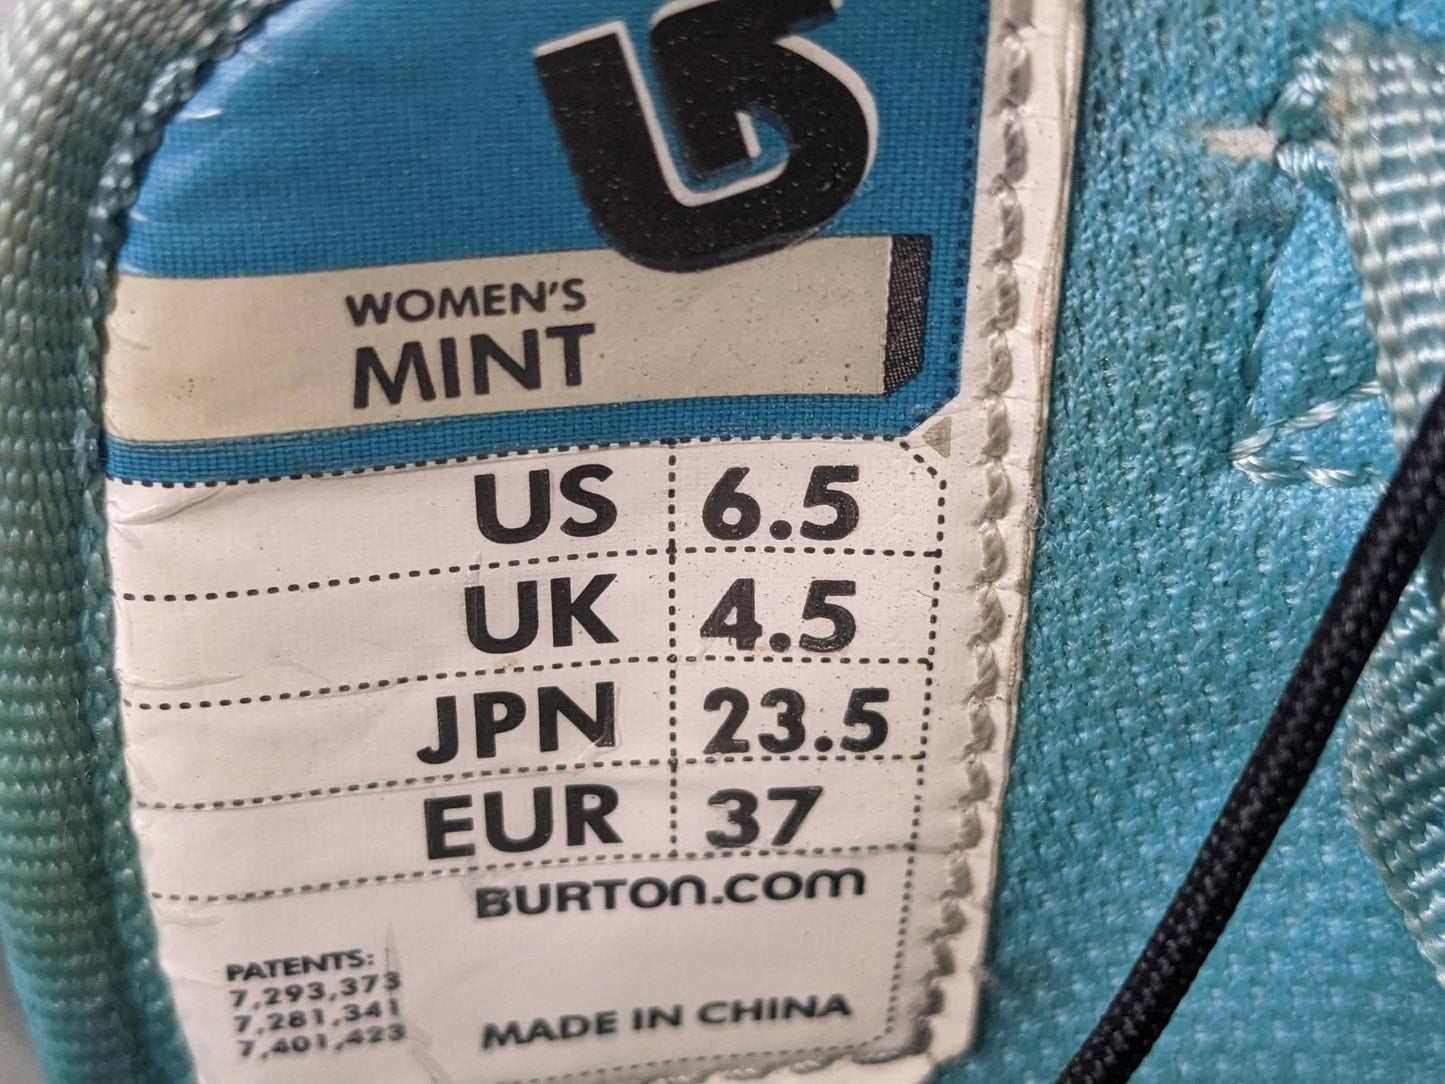 WOMEN'S
MINT
US 6.5
UK 4.5
JPN 23.5
EUR 37
BURTON.COM
PATENTS:
7,293,373
7,281,341
7,401,423
MADE IN CHINA